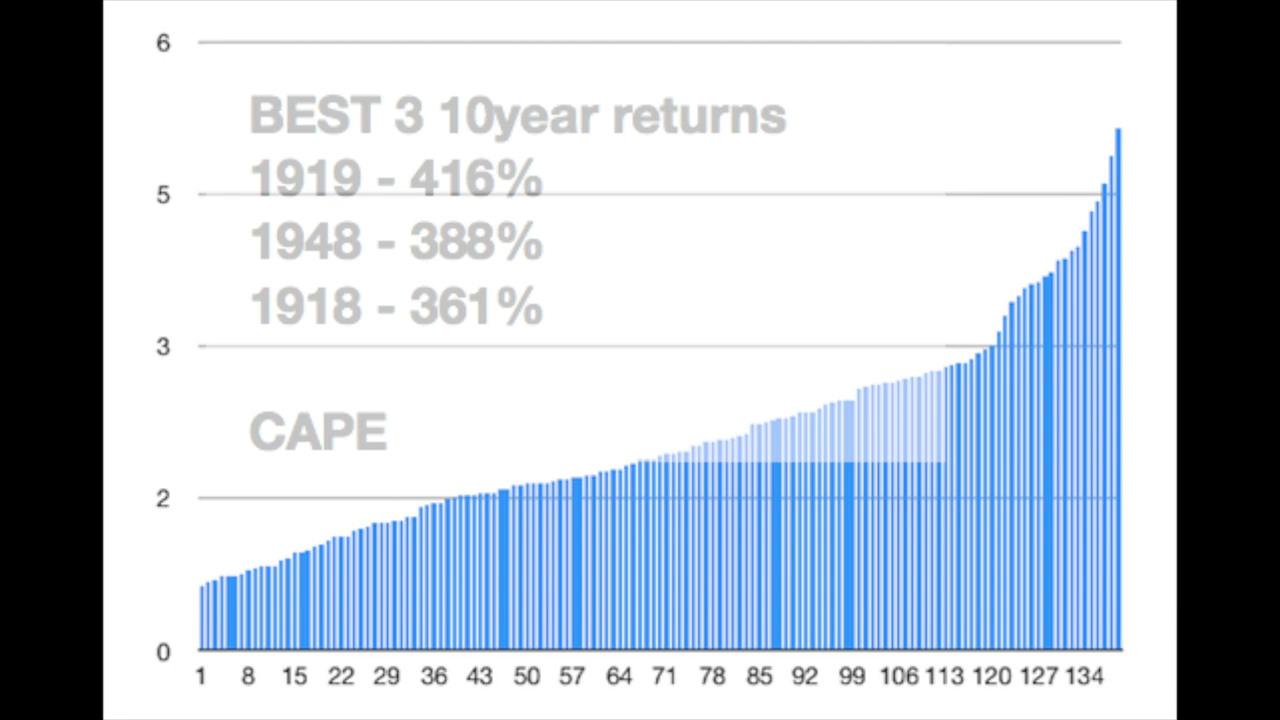 6
BEST 3 10year returns
1919 - 416%
5
1948 - 388%
1918 - 361%
3
CAPE
2
0
1 8 15 22 29 36 43 50 57 64 71 78 85 92 99 106 113 120 127 134